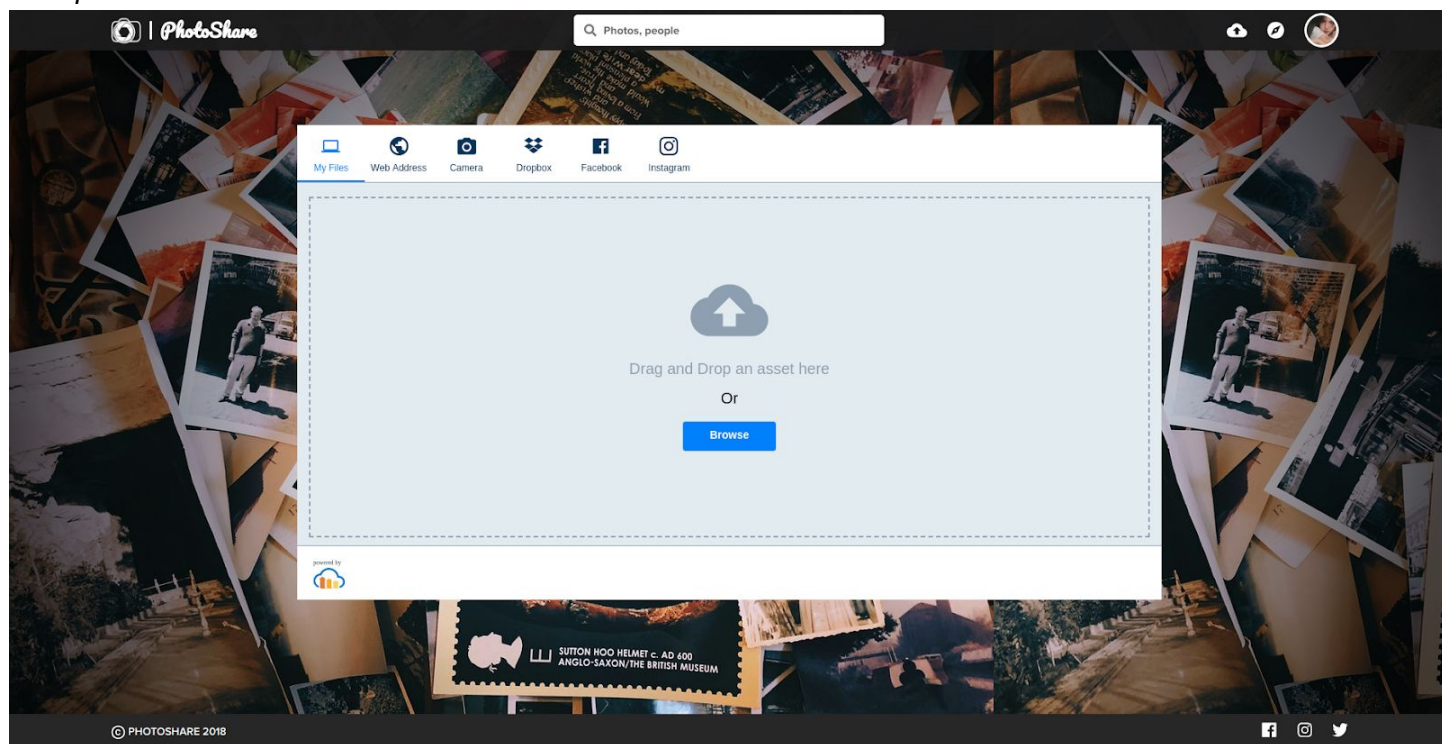 PhotoShare
Photos, people
My Files
Web Address
Camera
Dropbox
Facebook
Instagram
Drag and Drop an asset here
Or
Browse
powered by
E SUTTON HOO HELMET c. AD 600
ANGLO-SAXON/THE BRITISH MUSEUM
© PHOTOSHARE 2018